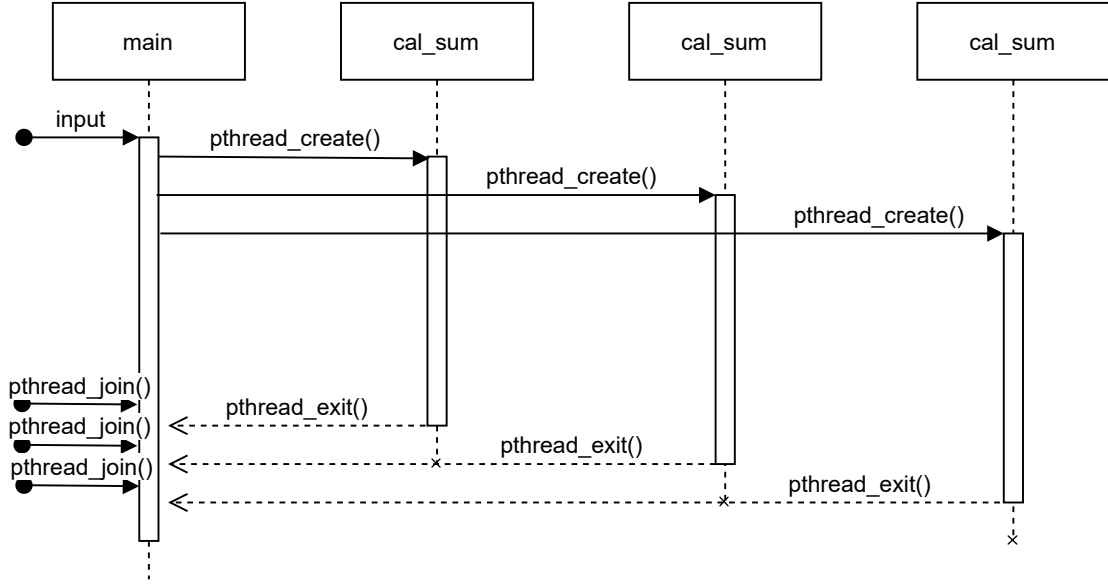 main
cal_sum
cal_sum
cal_sum
input
pthread_create()
pthread_create()
pthread_create()
pthread_join()
pthread_exit()
pthread_join()
pthread_exit()
pthread_join()
pthread_exit()